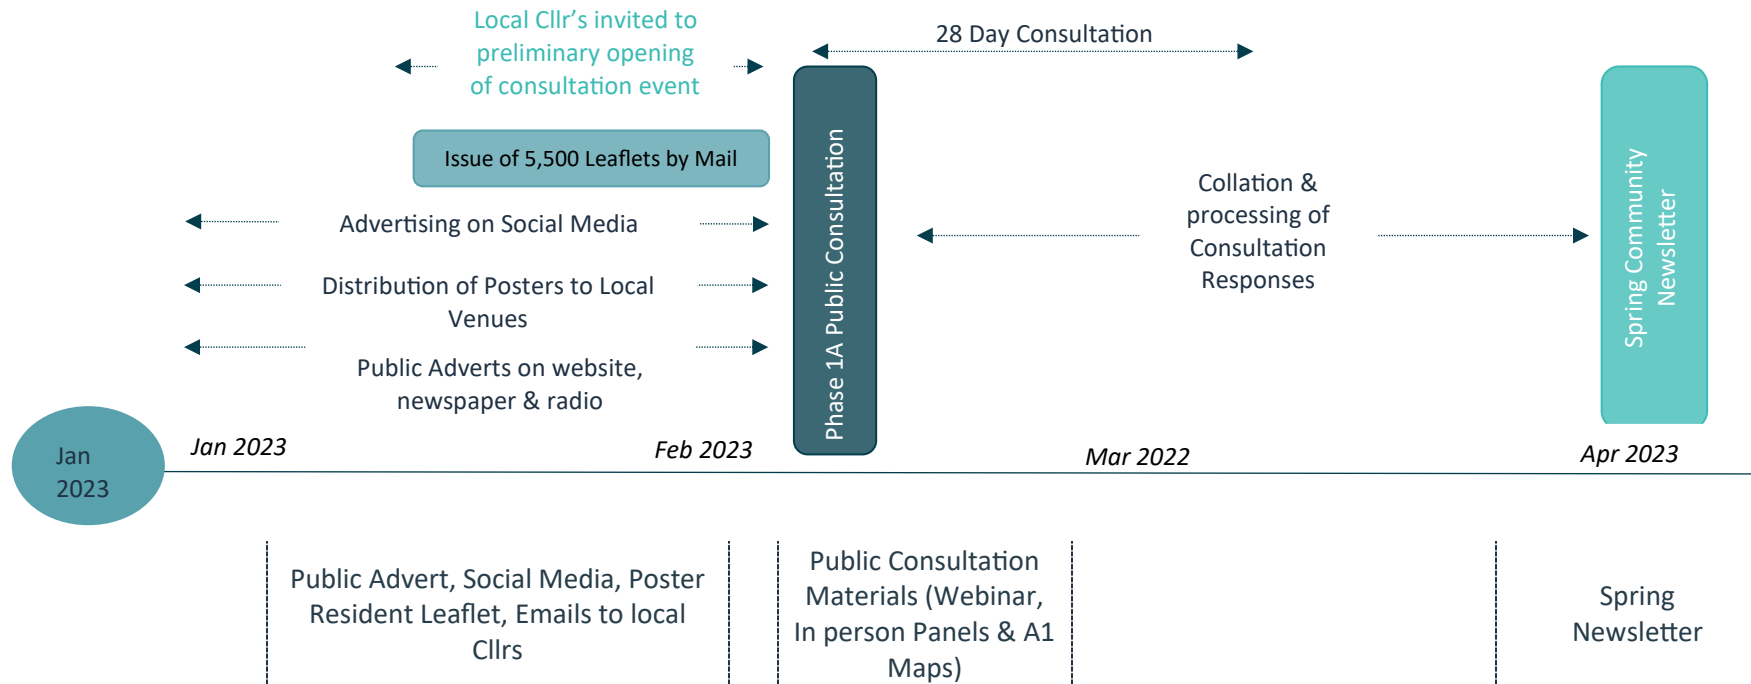 Local Cllr's invited to
preliminary opening
of consultation event
28 Day Consultation
Issue of 5,500 Leaflets by Mail
Advertising on Social Media
Distribution of Posters to Local
Venues
Public Adverts on website,
newspaper & radio
Phase 1A Public Consultation
Collation &
processing of
Consultation
Responses
Spring Community
Newsletter
Jan
2023
Jan 2023
Feb 2023
Mar 2022
Apr 2023
Public Advert, Social Media, Poster
Resident Leaflet, Emails to local
Cllrs
Public Consultation
Materials (Webinar,
In person Panels & A1
Maps)
Spring
Newsletter